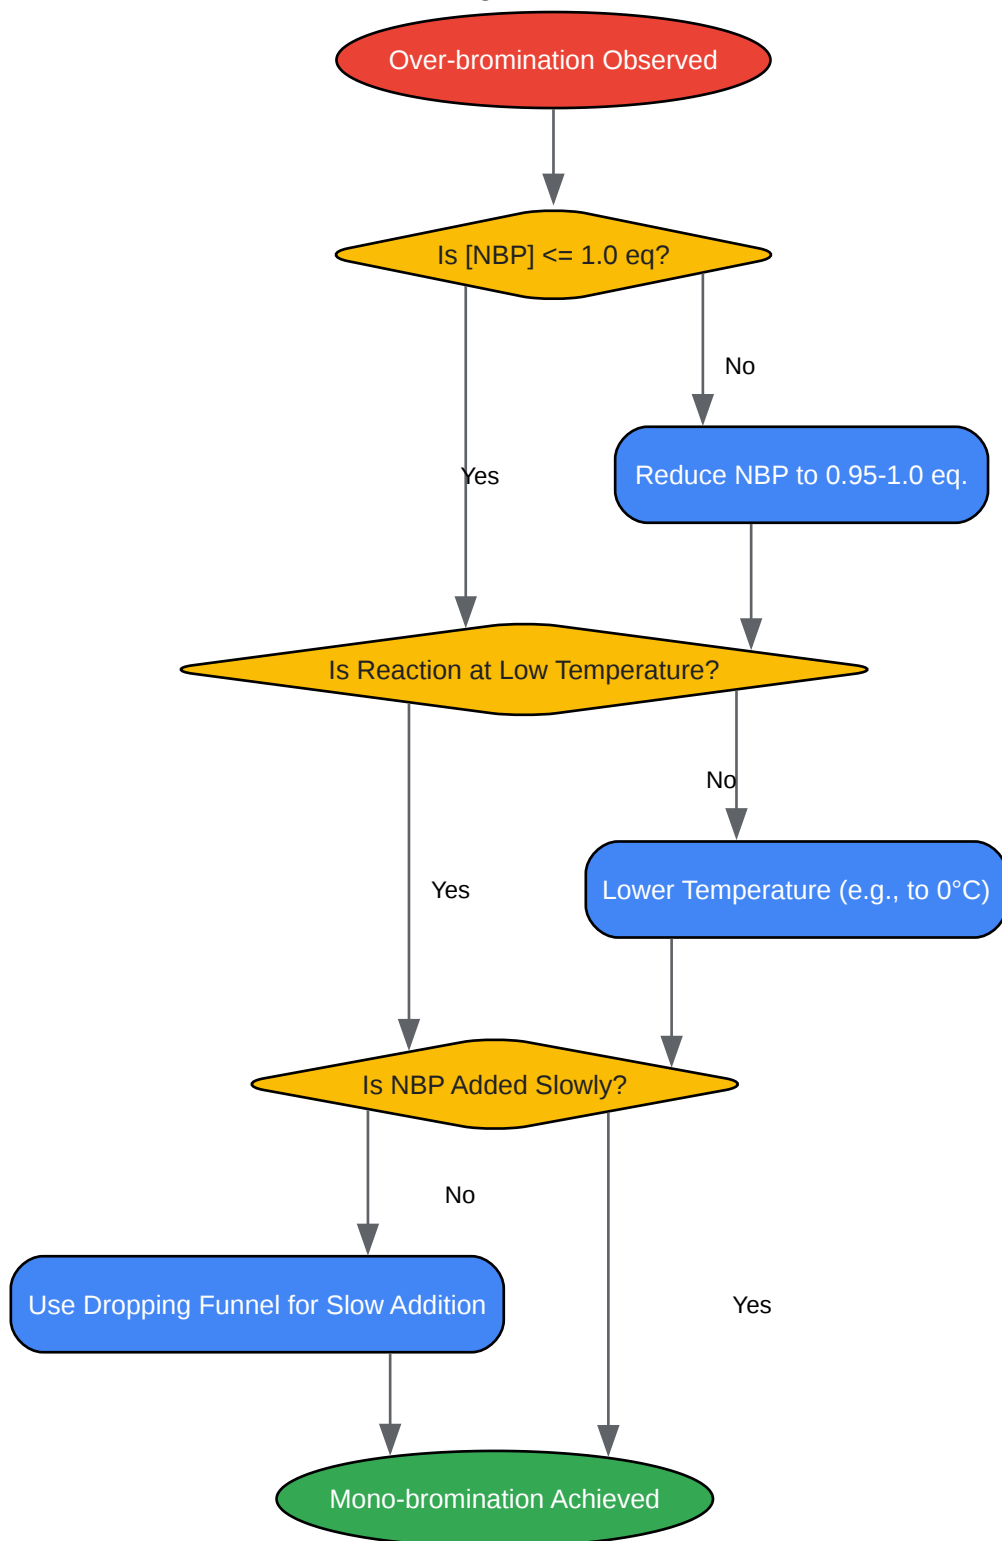 Over-bromination Observed
Is [NBP] <= 1.0 eq?
No
Yes
Reduce NBP to 0.95-1.0 eq.
Is Reaction at Low Temperature?
No
Yes
Lower Temperature (e.g., to 0°C)
Is NBP Added Slowly?
No
Use Dropping Funnel for Slow Addition
Yes
Mono-bromination Achieved